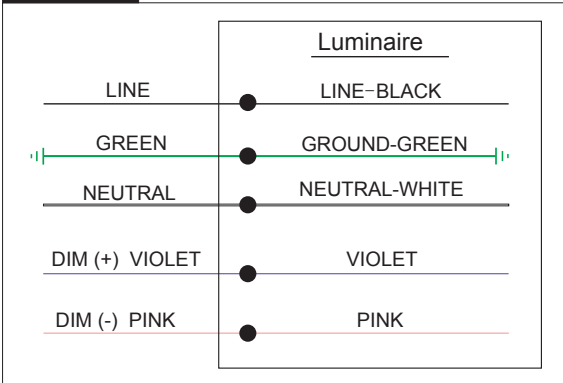 Luminaire
LINE LINE-BLACK
GREEN GROUND-GREEN
NEUTRAL NEUTRAL-WHITE
DIM (+) VIOLET VIOLET
DIM (-) PINK PINK